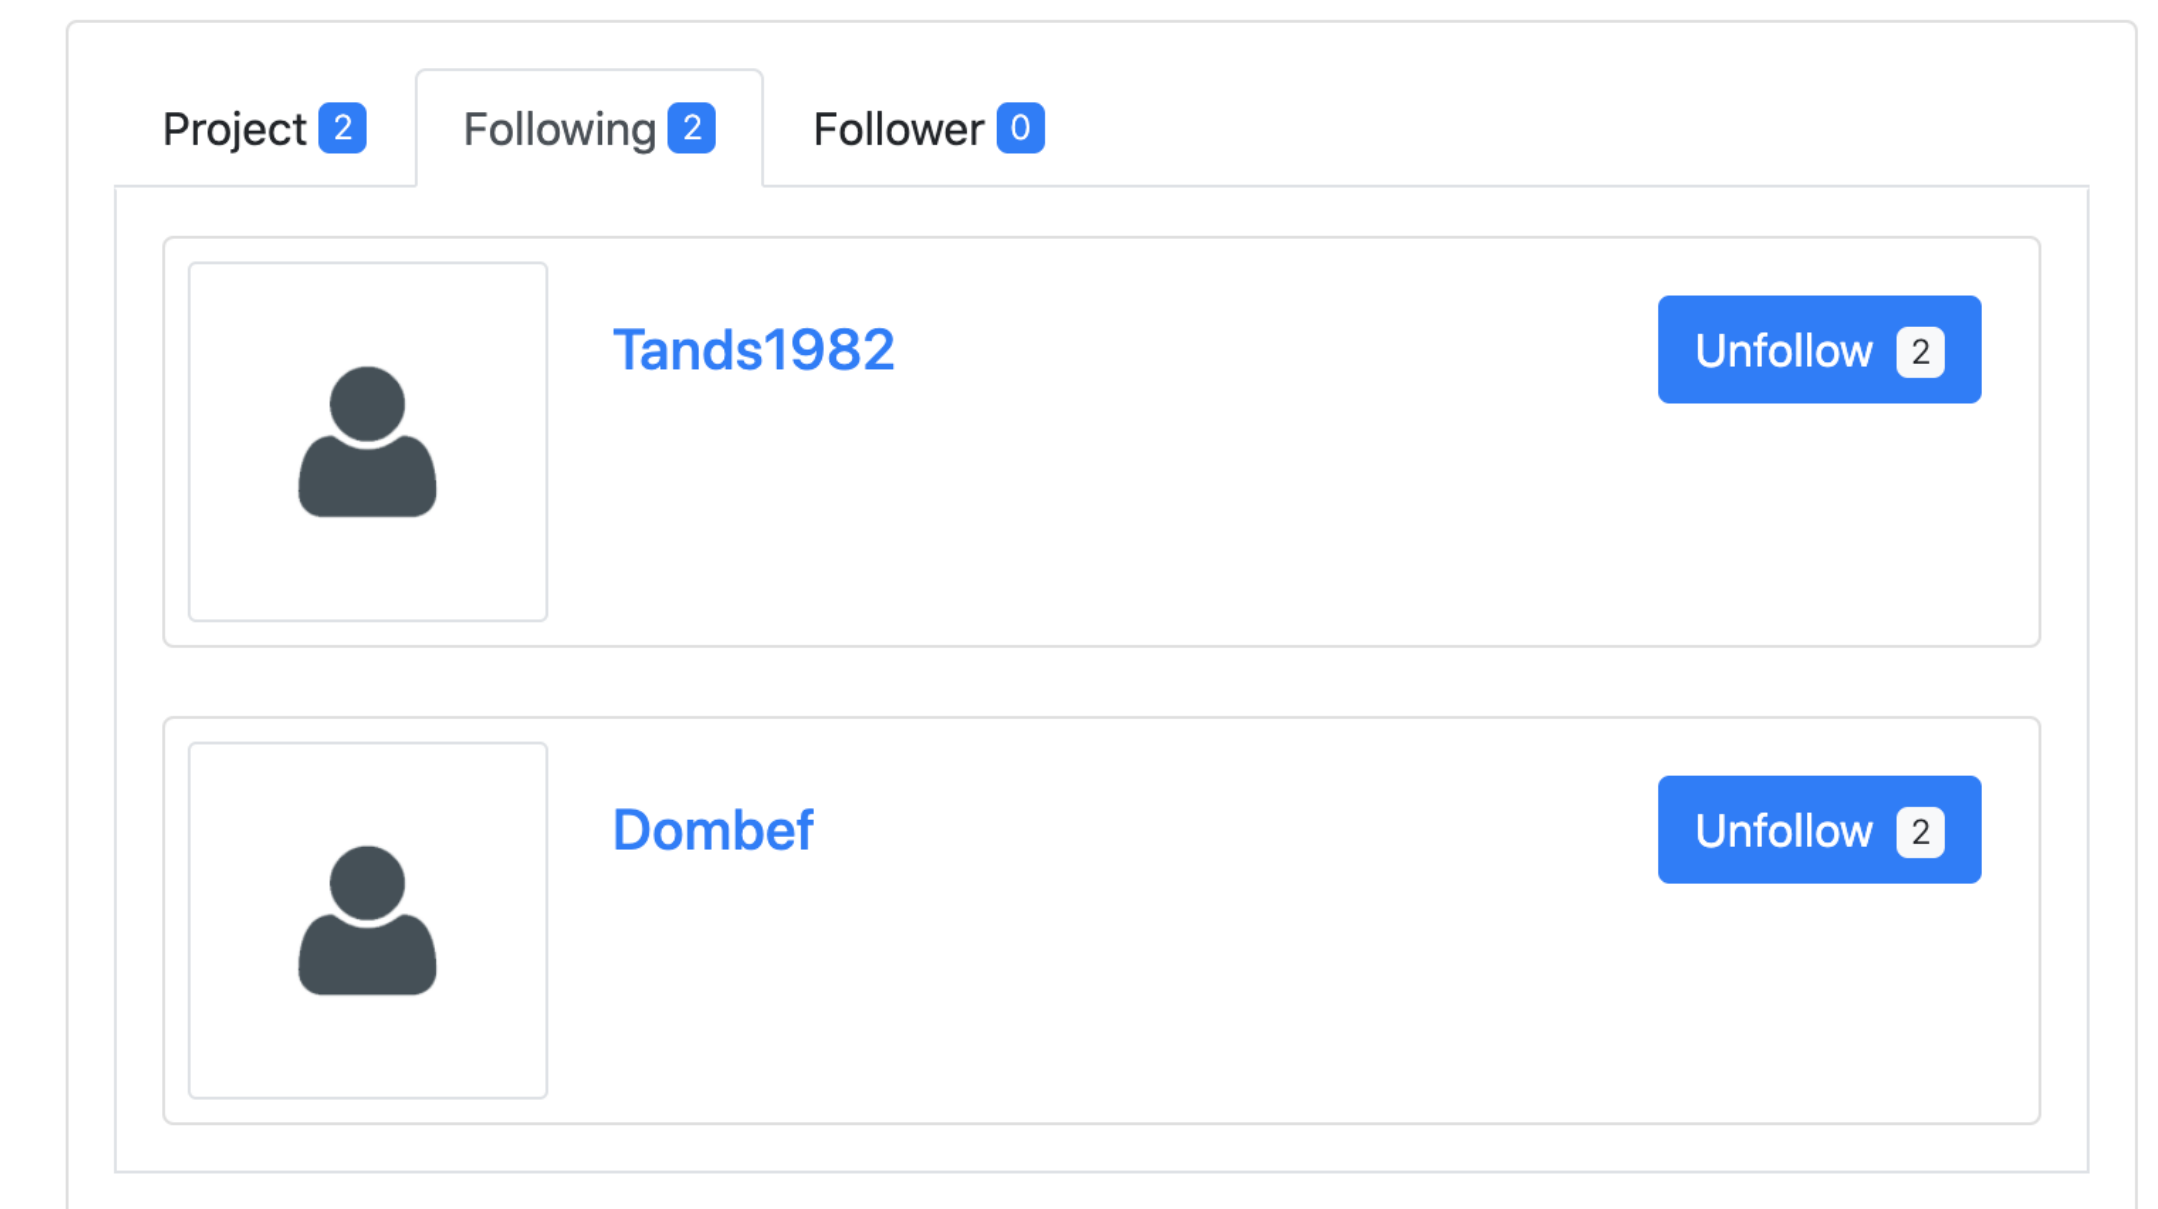 Project 2 Following 2 Follower 0
Tands1982 Unfollow 2
Dombef Unfollow 2